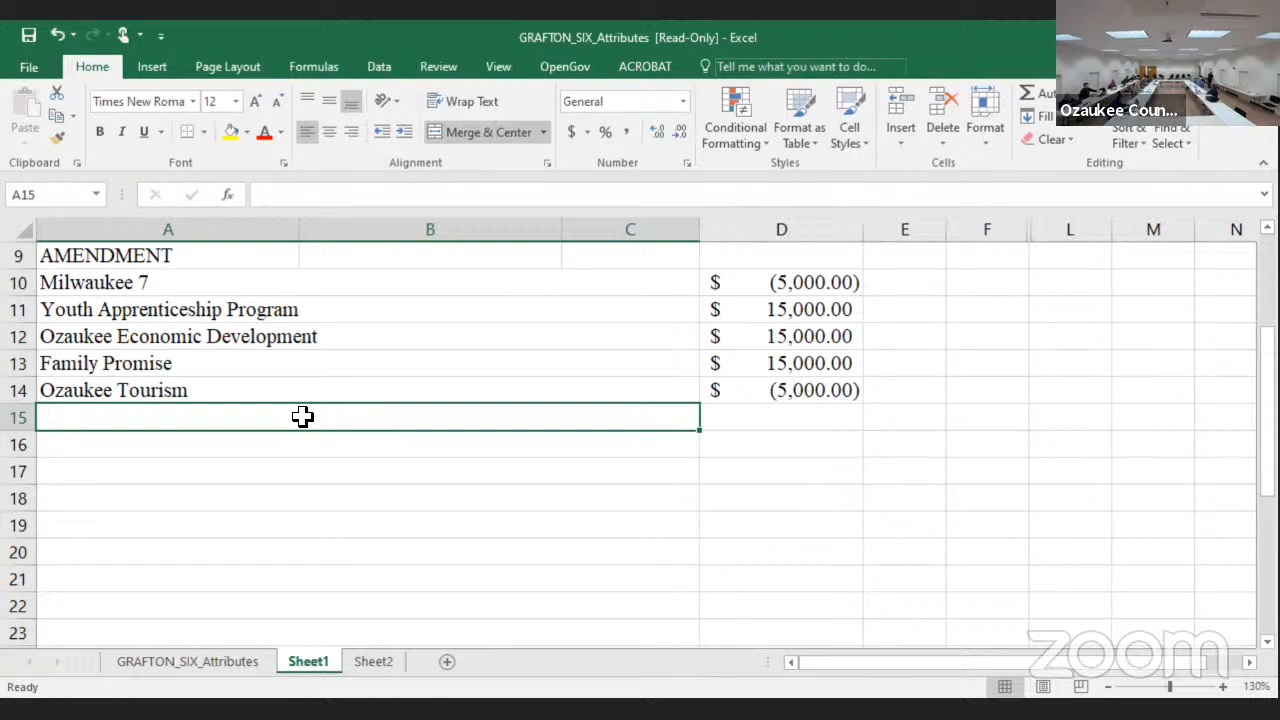 GRAFTON_SIX_Attributes [Read-Only] - Excel
File Home Insert Page Layout Formulas Data Review View OpenGov ACROBAT Tell me what you want to do...
Ozaukee Coun...
Paste
Times New Roma 12
B I U
Wrap Text
Merge & Center
General
$ % ,
Conditional Formatting
Format as Table
Cell Styles
Insert Delete Format
Fill
Clear
Sort & Filter
Find & Select
Clipboard Font Alignment Number Styles Cells Editing
A15 fx
A B C D E F L M N
9 AMENDMENT
10 Milwaukee 7 $ (5,000.00)
11 Youth Apprenticeship Program $ 15,000.00
12 Ozaukee Economic Development $ 15,000.00
13 Family Promise $ 15,000.00
14 Ozaukee Tourism $ (5,000.00)
15
16
17
18
19
20
21
22
23
zoom
GRAFTON_SIX_Attributes Sheet1 Sheet2
Ready 130%